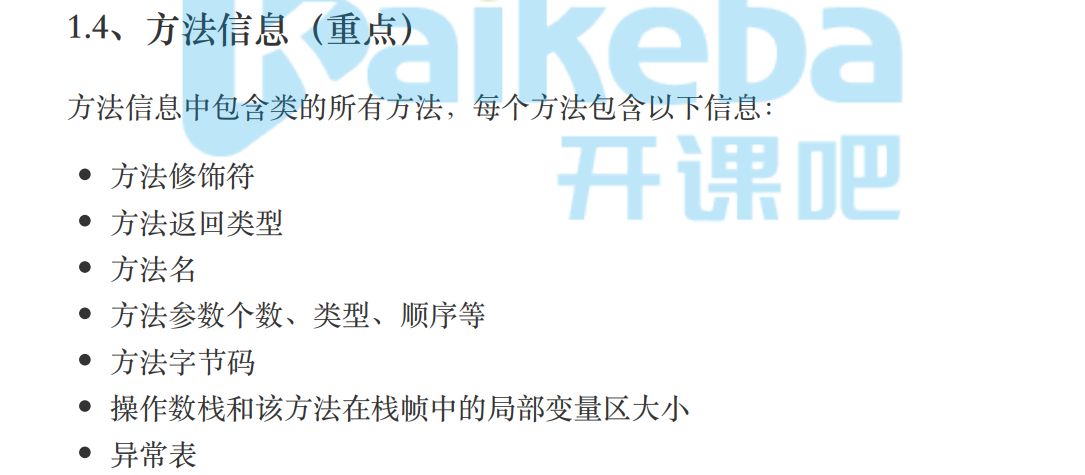 1.4、方法信息（重点）
kaikeba
开课吧
方法信息中包含类的所有方法，每个方法包含以下信息：
方法修饰符
方法返回类型
方法名
方法参数个数、类型、顺序等
方法字节码
操作数栈和该方法在栈帧中的局部变量区大小
异常表